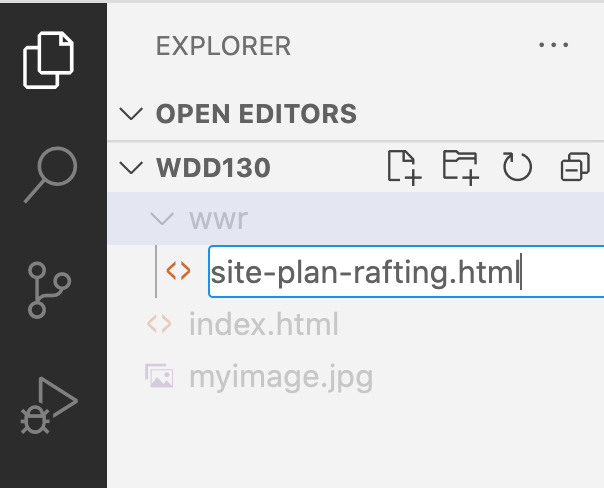 EXPLORER
OPEN EDITORS
WDD130
wwr
site-plan-rafting.html
index.html
myimage.jpg